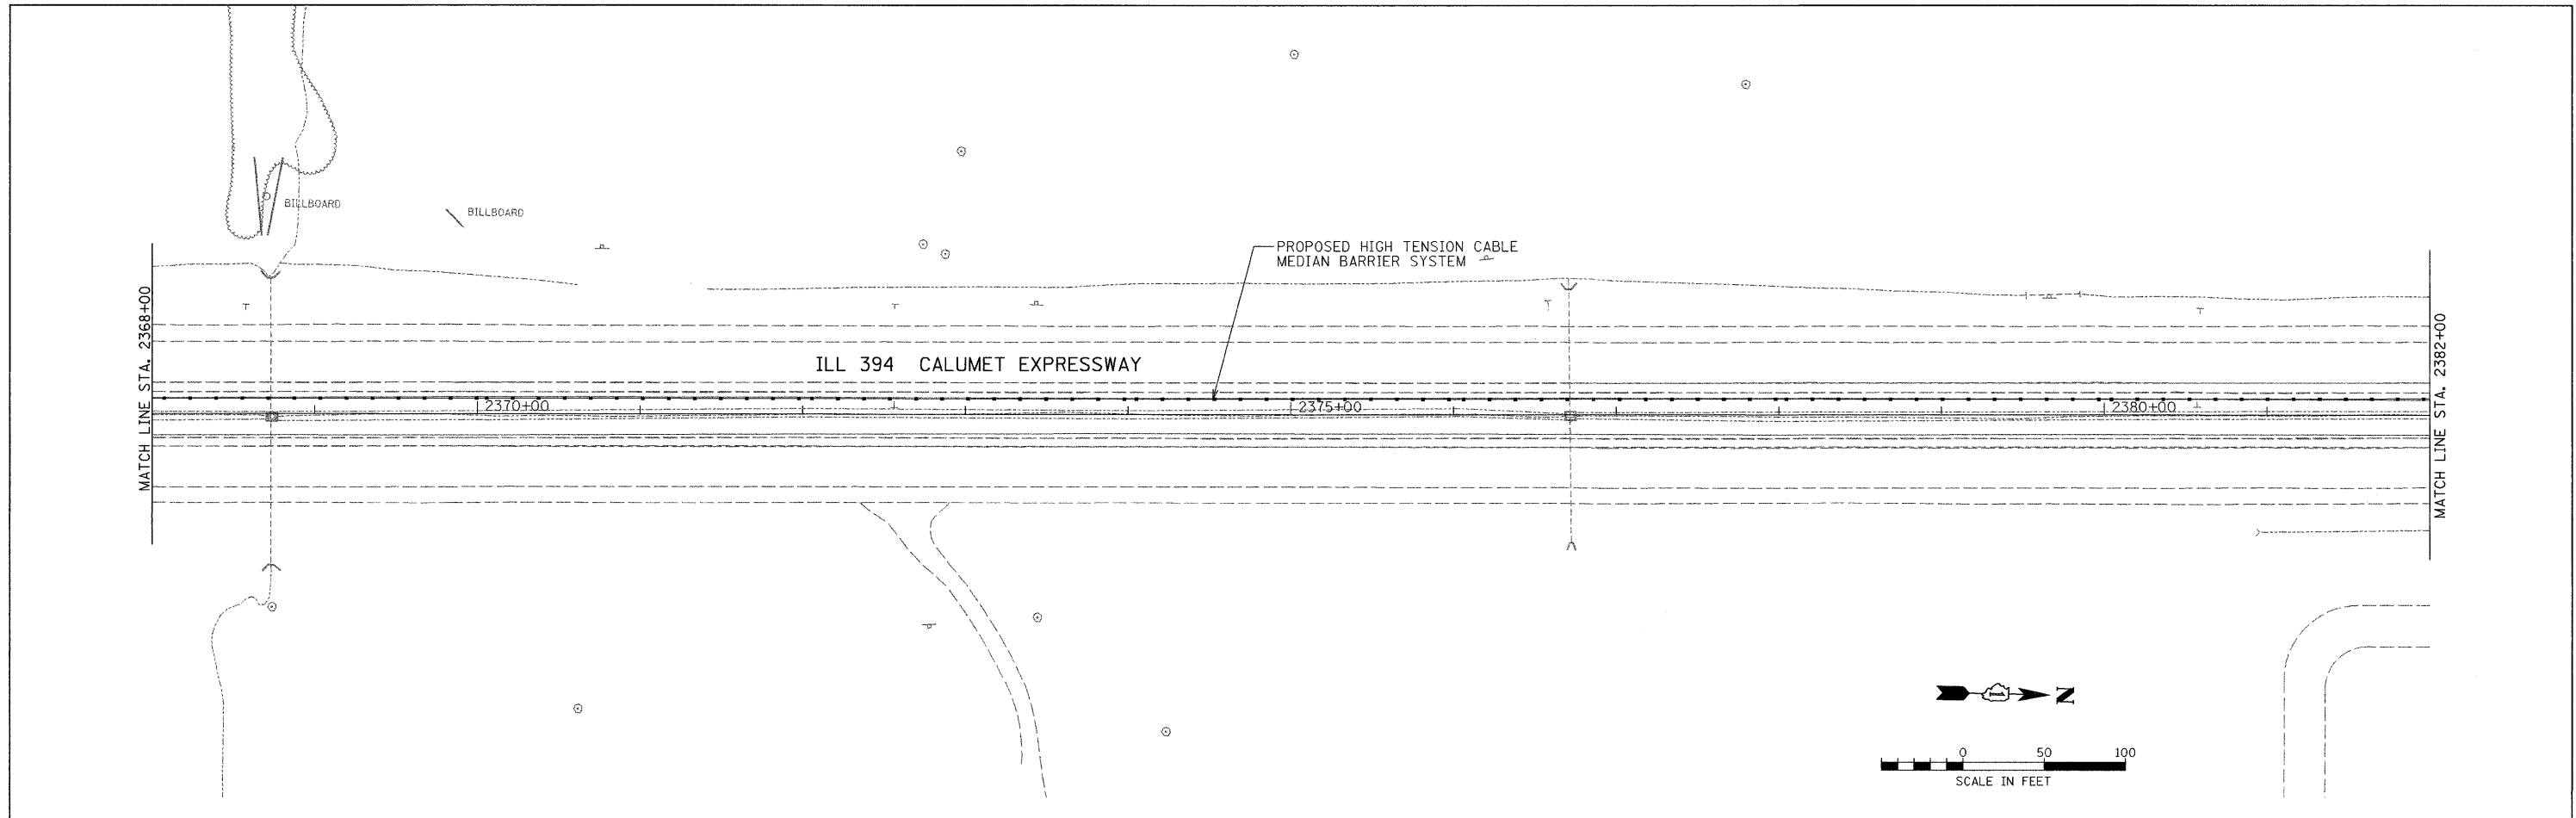 BILLBOARD
BILLBOARD
PROPOSED HIGH TENSION CABLE
MEDIAN BARRIER SYSTEM
MATCH LINE STA. 2368+00
MATCH LINE STA. 2382+00
ILL 394 CALUMET EXPRESSWAY
2370+00
2375+00
2380+00
N
0 50 100
SCALE IN FEET